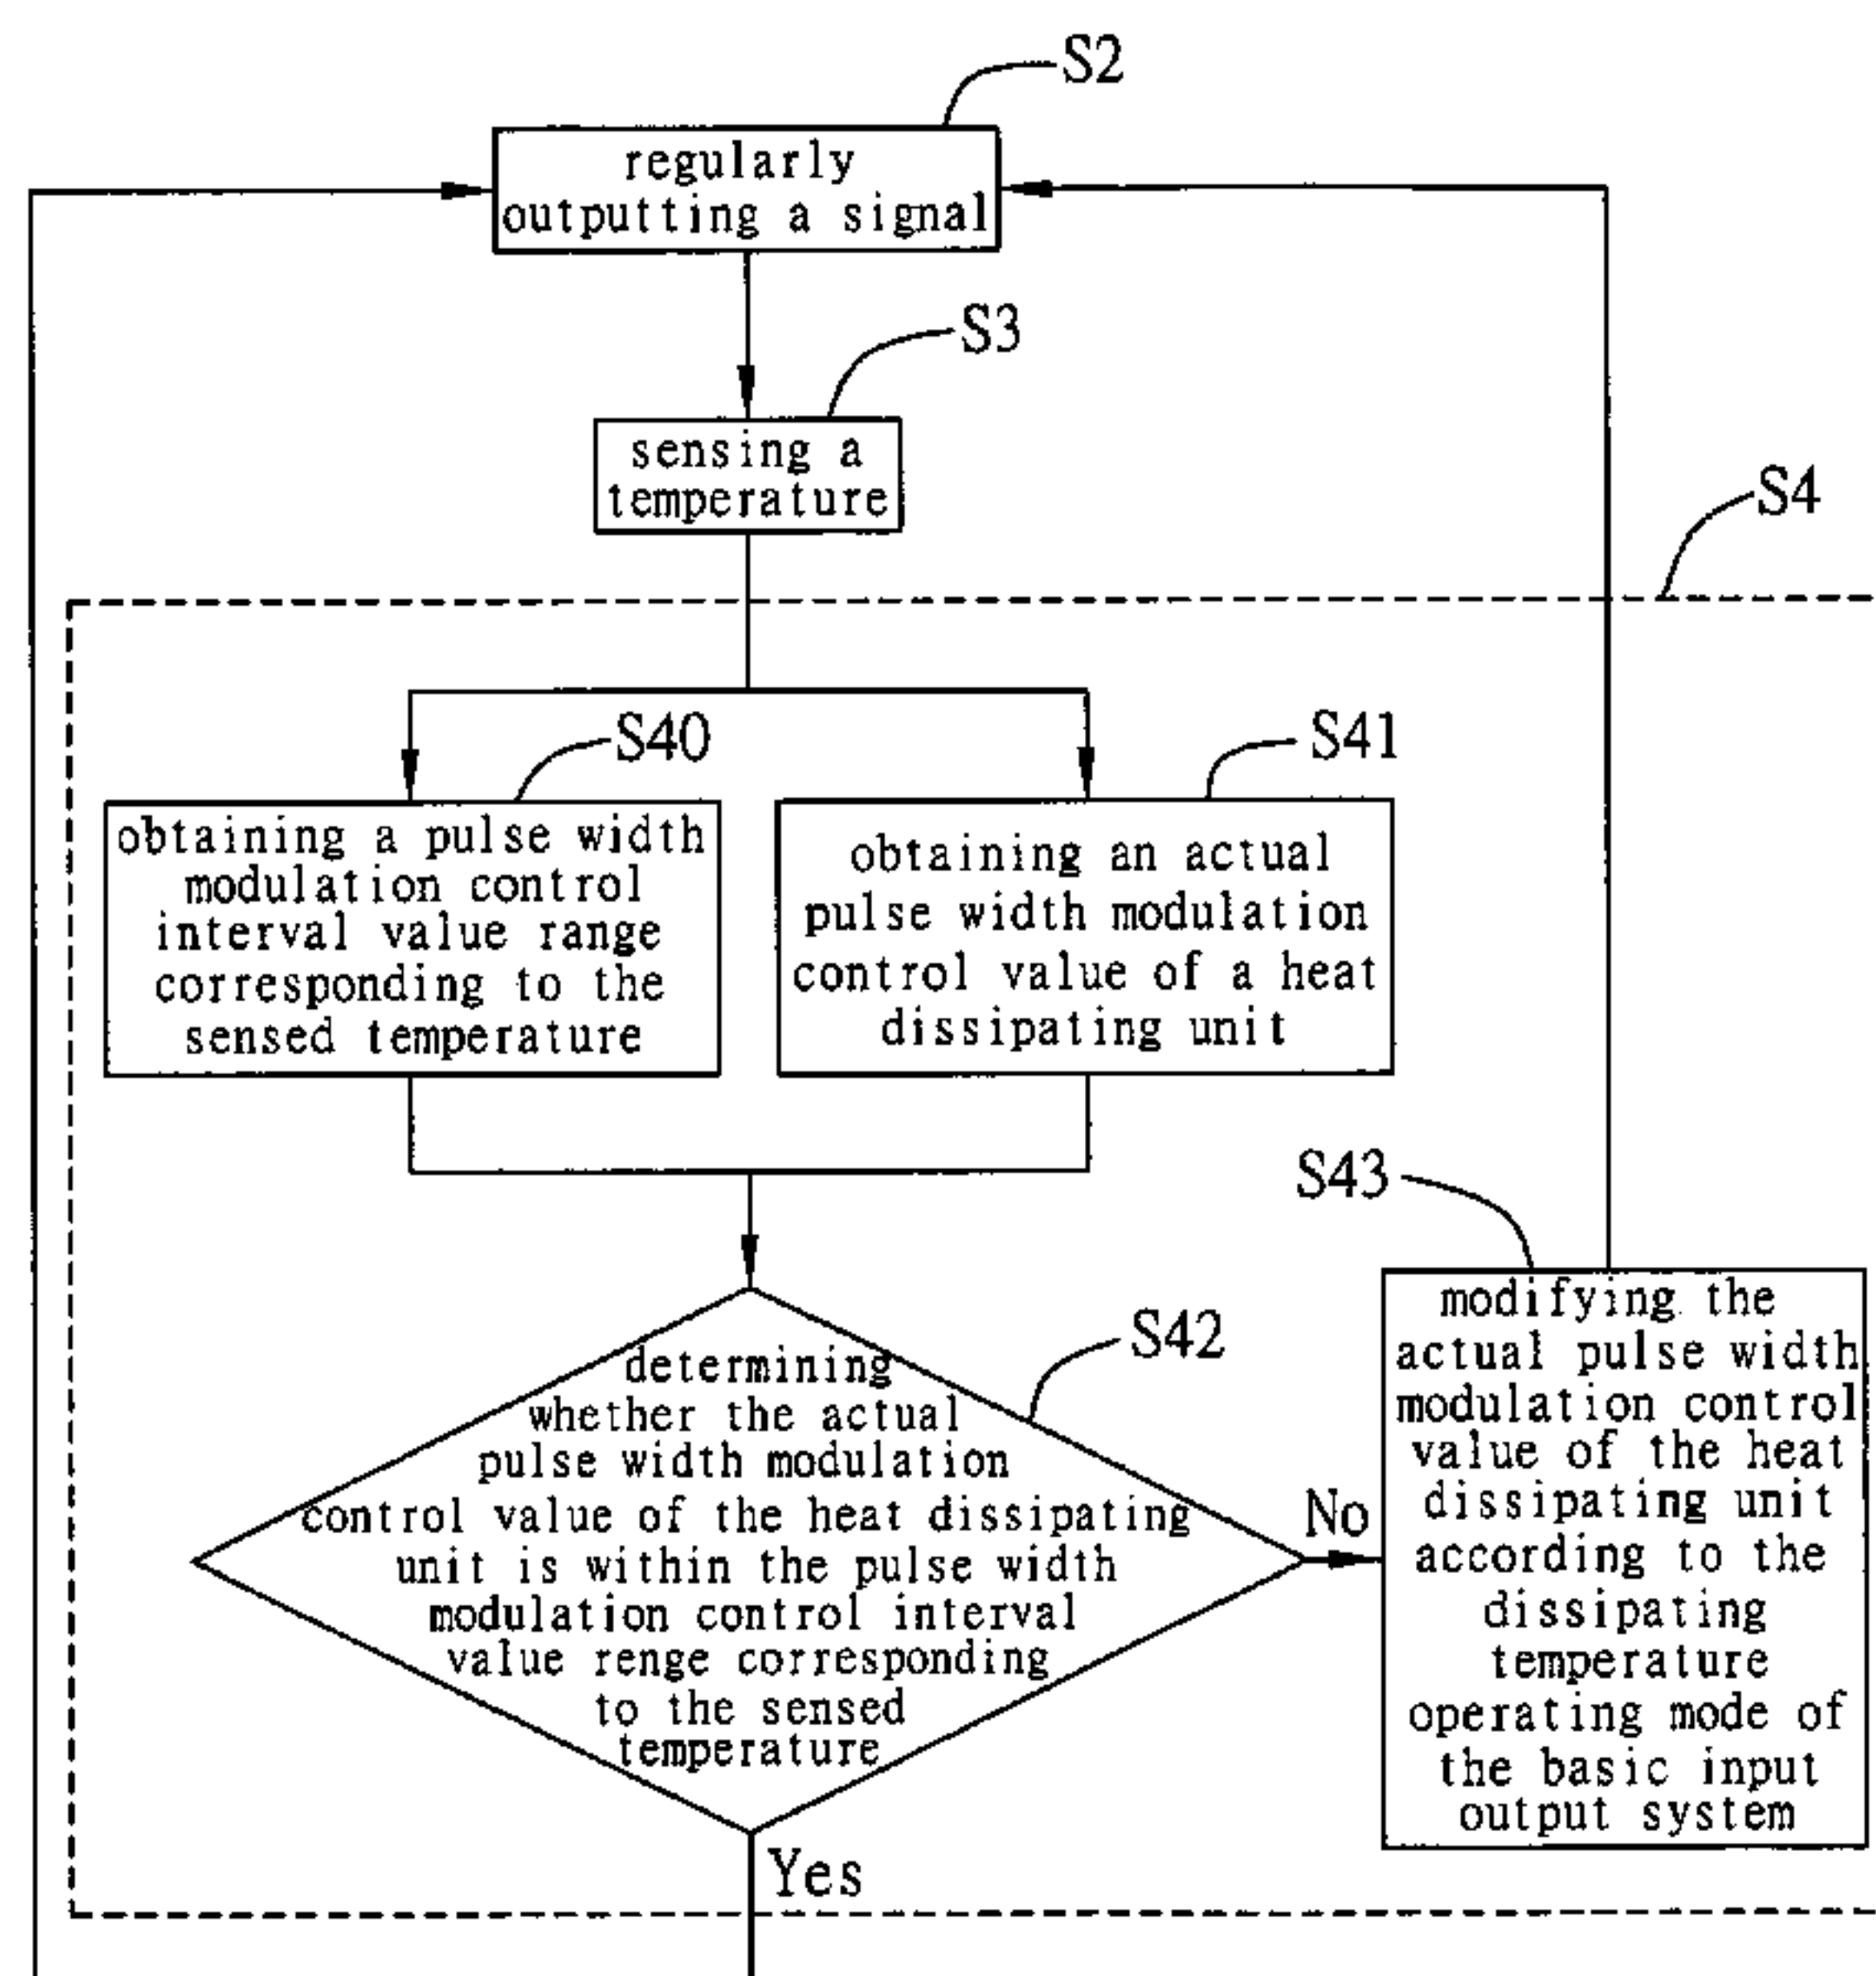 S2
regularly
outputting a signal
S3
sensing a
temperature
S4
S40
obtaining a pulse width
modulation control
interval value range
corresponding to the
sensed temperature
S41
obtaining an actual
pulse width modulation
control value of a heat
dissipating unit
S42
determining
whether the actual
pulse width modulation
control value of the heat dissipating
unit is within the pulse width
modulation control interval
value renge corresponding
to the sensed
temperature
No
Yes
S43
modifying the
actual pulse width
modulation control
value of the heat
dissipating unit
according to the
dissipating
temperature
operating mode of
the basic input
output system